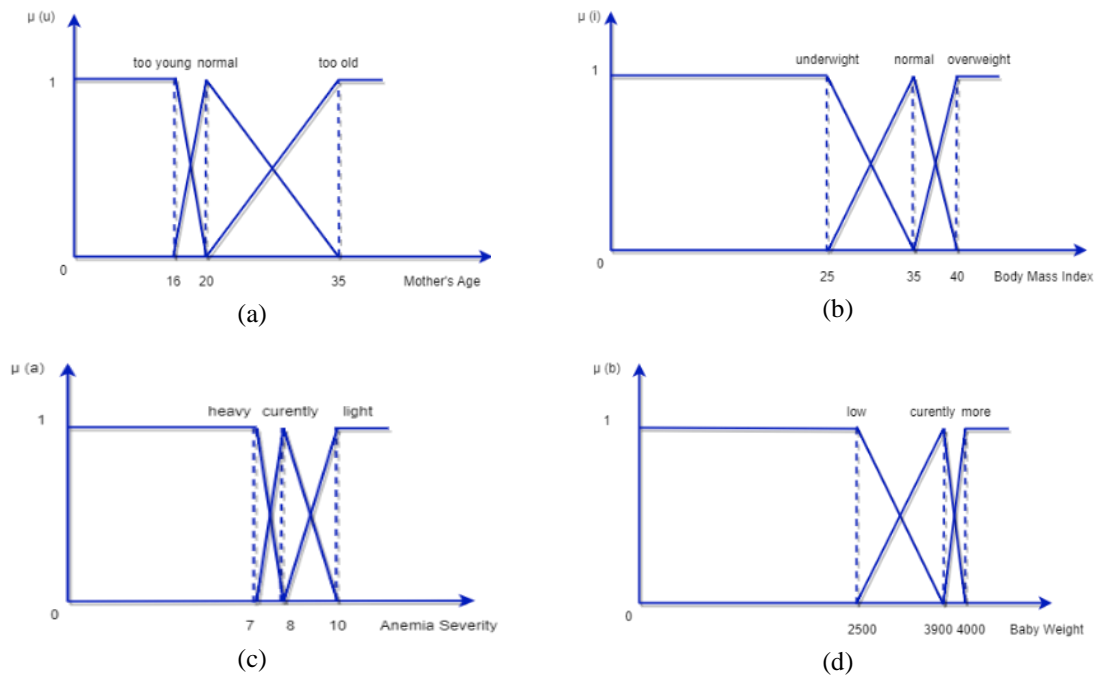 μ (u)
too young normal too old
1
0
16 20 35 Mother's Age
(a)
μ (i)
underwight normal overweight
1
0
25 35 40 Body Mass Index
(b)
μ (a)
heavy curently light
1
0
7 8 10 Anemia Severity
(c)
μ (b)
low curently more
1
0
2500 3900 4000 Baby Weight
(d)